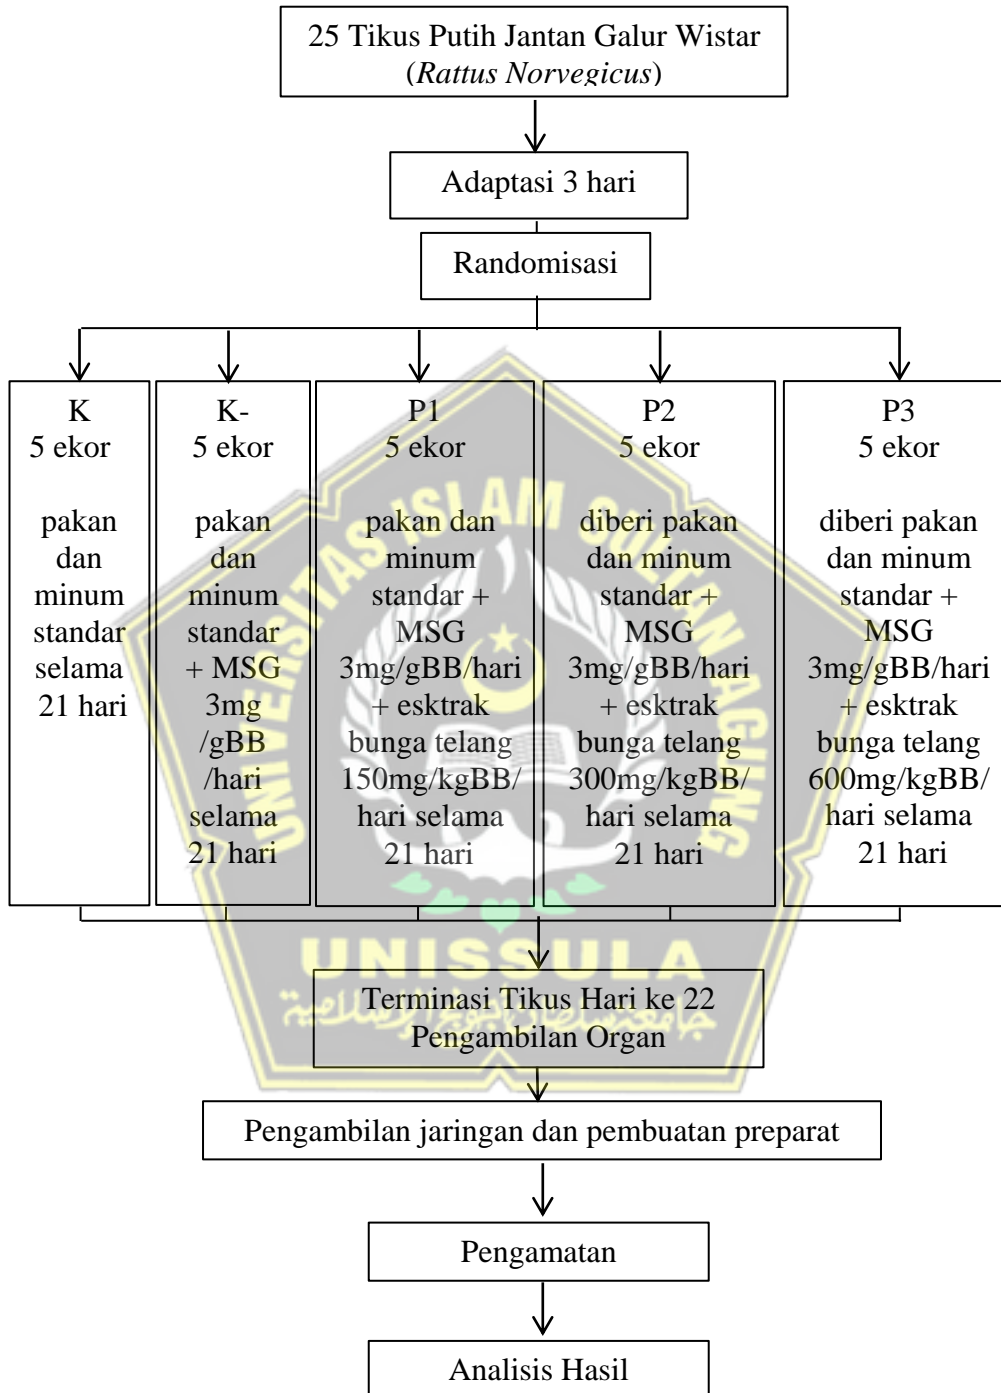 25 Tikus Putih Jantan Galur Wistar
(Rattus Norvegicus)
Adaptasi 3 hari
Randomisasi
K
5 ekor
pakan
dan
minum
standar
selama
21 hari
K-
5 ekor
pakan
dan
minum
standar
+ MSG
3mg
/gBB
/hari
selama
21 hari
P1
5 ekor
pakan dan
minum
standar +
MSG
3mg/gBB/hari
+ esktrak
bunga telang
150mg/kgBB/
hari selama
21 hari
P2
5 ekor
diberi pakan
dan minum
standar +
MSG
3mg/gBB/hari
+ esktrak
bunga telang
300mg/kgBB/
hari selama
21 hari
P3
5 ekor
diberi pakan
dan minum
standar +
MSG
3mg/gBB/hari
+ esktrak
bunga telang
600mg/kgBB/
hari selama
21 hari
UNIVERSITAS ISLAM SULTAN AGUNG
UNISSULA
Terminasi Tikus Hari ke 22
Pengambilan Organ
Pengambilan jaringan dan pembuatan preparat
Pengamatan
Analisis Hasil